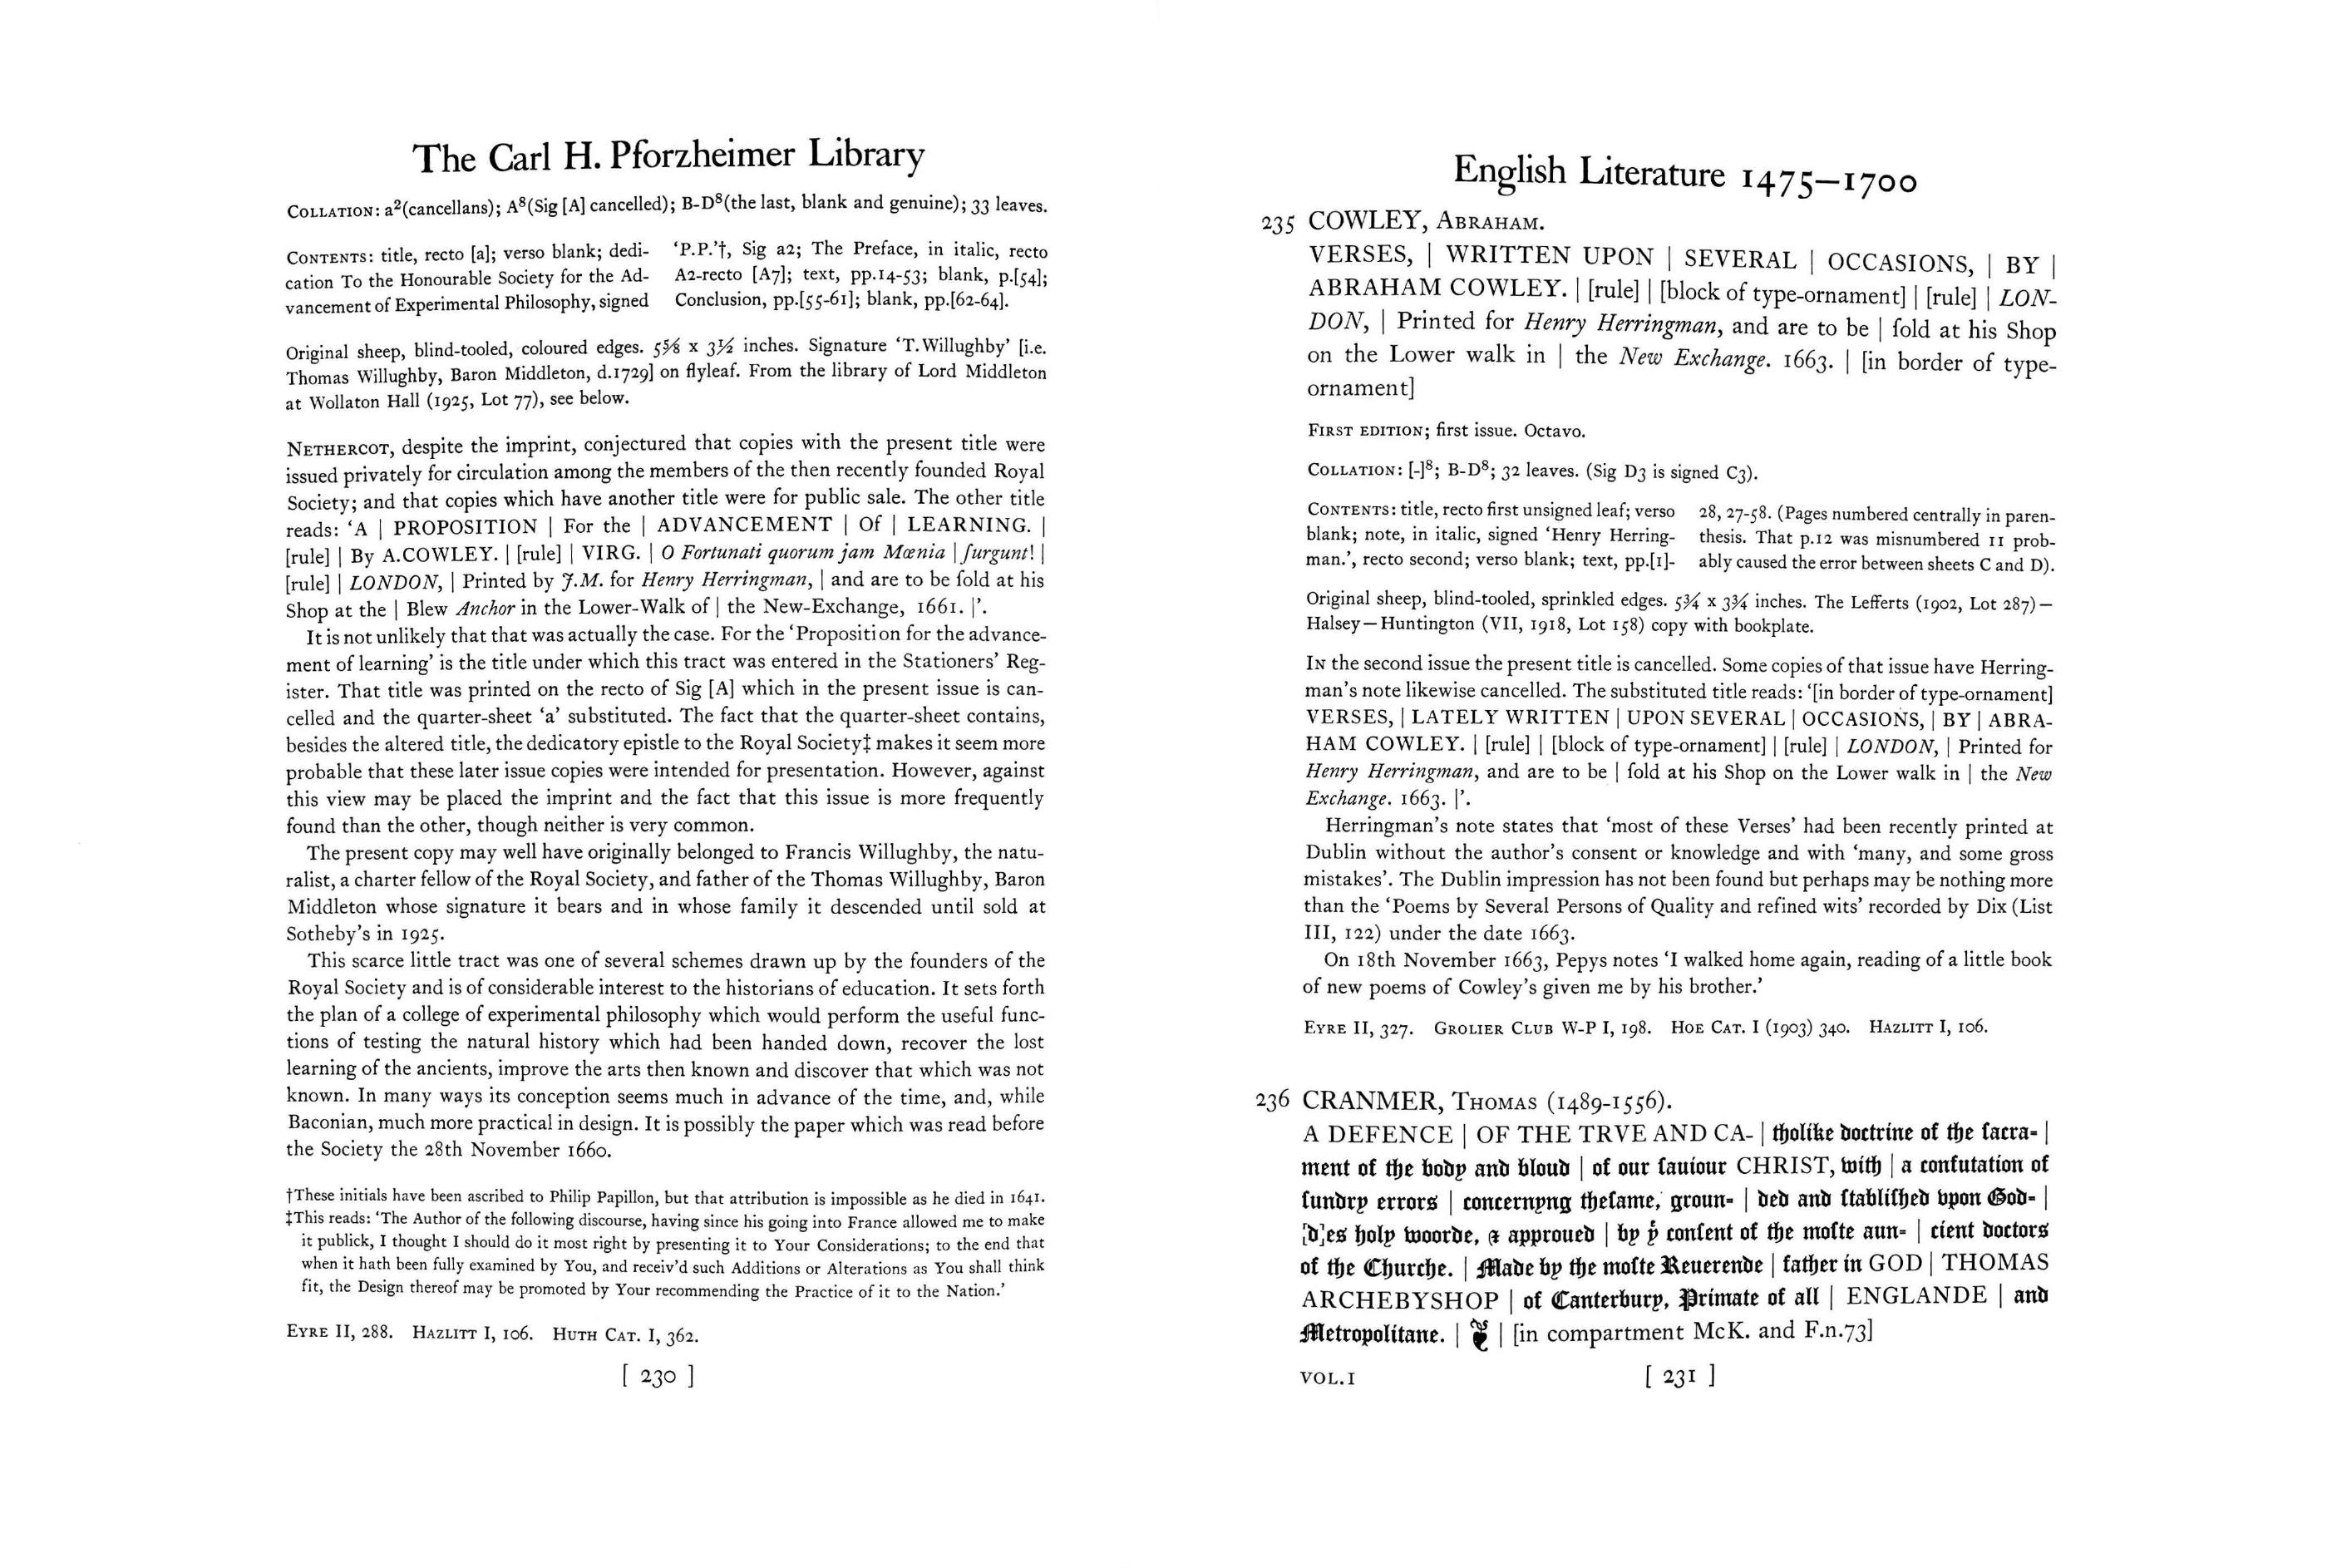 The Carl H. Pforzheimer Library
COLLATION: a²(cancellans); A⁸(Sig [A] cancelled); B-D⁸(the last, blank and genuine); 33 leaves.
CONTENTS: title, recto [a]; verso blank; dedi-
cation To the Honourable Society for the Ad-
vancement of Experimental Philosophy, signed
'P.P.'†, Sig a2; The Preface, in italic, recto
A2-recto [A7]; text, pp.14-53; blank, p.[54];
Conclusion, pp.[55-61]; blank, pp.[62-64].
Original sheep, blind-tooled, coloured edges. 5⅝ x 3½ inches. Signature 'T.Willughby' [i.e.
Thomas Willughby, Baron Middleton, d.1729] on flyleaf. From the library of Lord Middleton
at Wollaton Hall (1925, Lot 77), see below.
NETHERCOT, despite the imprint, conjectured that copies with the present title were
issued privately for circulation among the members of the then recently founded Royal
Society; and that copies which have another title were for public sale. The other title
reads: 'A | PROPOSITION | For the | ADVANCEMENT | Of | LEARNING. |
[rule] | By A.COWLEY. | [rule] | VIRG. | O Fortunati quorum jam Mœnia | ſurgunt! |
[rule] | LONDON, | Printed by J.M. for Henry Herringman, | and are to be ſold at his
Shop at the | Blew Anchor in the Lower-Walk of | the New-Exchange, 1661. |'.
It is not unlikely that that was actually the case. For the 'Proposition for the advance-
ment of learning' is the title under which this tract was entered in the Stationers' Reg-
ister. That title was printed on the recto of Sig [A] which in the present issue is can-
celled and the quarter-sheet 'a' substituted. The fact that the quarter-sheet contains,
besides the altered title, the dedicatory epistle to the Royal Society‡ makes it seem more
probable that these later issue copies were intended for presentation. However, against
this view may be placed the imprint and the fact that this issue is more frequently
found than the other, though neither is very common.
The present copy may well have originally belonged to Francis Willughby, the natu-
ralist, a charter fellow of the Royal Society, and father of the Thomas Willughby, Baron
Middleton whose signature it bears and in whose family it descended until sold at
Sotheby's in 1925.
This scarce little tract was one of several schemes drawn up by the founders of the
Royal Society and is of considerable interest to the historians of education. It sets forth
the plan of a college of experimental philosophy which would perform the useful func-
tions of testing the natural history which had been handed down, recover the lost
learning of the ancients, improve the arts then known and discover that which was not
known. In many ways its conception seems much in advance of the time, and, while
Baconian, much more practical in design. It is possibly the paper which was read before
the Society the 28th November 1660.
†These initials have been ascribed to Philip Papillon, but that attribution is impossible as he died in 1641.
‡This reads: 'The Author of the following discourse, having since his going into France allowed me to make
it publick, I thought I should do it most right by presenting it to Your Considerations; to the end that
when it hath been fully examined by You, and receiv'd such Additions or Alterations as You shall think
fit, the Design thereof may be promoted by Your recommending the Practice of it to the Nation.'
EYRE II, 288. HAZLITT I, 106. HUTH CAT. I, 362.
[ 230 ]
English Literature 1475–1700
235 COWLEY, ABRAHAM.
VERSES, | WRITTEN UPON | SEVERAL | OCCASIONS, | BY |
ABRAHAM COWLEY. | [rule] | [block of type-ornament] | [rule] | LON-
DON, | Printed for Henry Herringman, and are to be | ſold at his Shop
on the Lower walk in | the New Exchange. 1663. | [in border of type-
ornament]
FIRST EDITION; first issue. Octavo.
COLLATION: [-]⁸; B-D⁸; 32 leaves. (Sig D3 is signed C3).
CONTENTS: title, recto first unsigned leaf; verso
blank; note, in italic, signed 'Henry Herring-
man.', recto second; verso blank; text, pp.[1]-
28, 27-58. (Pages numbered centrally in paren-
thesis. That p.12 was misnumbered 11 prob-
ably caused the error between sheets C and D).
Original sheep, blind-tooled, sprinkled edges. 5¾ x 3¾ inches. The Lefferts (1902, Lot 287)—
Halsey—Huntington (VII, 1918, Lot 158) copy with bookplate.
IN the second issue the present title is cancelled. Some copies of that issue have Herring-
man's note likewise cancelled. The substituted title reads: '[in border of type-ornament]
VERSES, | LATELY WRITTEN | UPON SEVERAL | OCCASIONS, | BY | ABRA-
HAM COWLEY. | [rule] | [block of type-ornament] | [rule] | LONDON, | Printed for
Henry Herringman, and are to be | ſold at his Shop on the Lower walk in | the New
Exchange. 1663. |'.
Herringman's note states that 'most of these Verses' had been recently printed at
Dublin without the author's consent or knowledge and with 'many, and some gross
mistakes'. The Dublin impression has not been found but perhaps may be nothing more
than the 'Poems by Several Persons of Quality and refined wits' recorded by Dix (List
III, 122) under the date 1663.
On 18th November 1663, Pepys notes 'I walked home again, reading of a little book
of new poems of Cowley's given me by his brother.'
EYRE II, 327. GROLIER CLUB W-P I, 198. HOE CAT. I (1903) 340. HAZLITT I, 106.
236 CRANMER, THOMAS (1489-1556).
A DEFENCE | OF THE TRVE AND CA- | tholike doctrine of the ſacra- |
ment of the body and bloud | of our ſauiour CHRIST, with | a confutation of
ſundry errors | concernyng theſame, groun- | ded and ſtabliſhed vpon God- |
[d]es holy woorde, & approued | by yͤ conſent of the moſte aun- | cient doctors
of the Churche. | Made by the moſte Reuerende | father in GOD | THOMAS
ARCHEBYSHOP | of Canterbury, Primate of all | ENGLANDE | and
Metropolitane. | ❦ | [in compartment McK. and F.n.73]
VOL.I
[ 231 ]